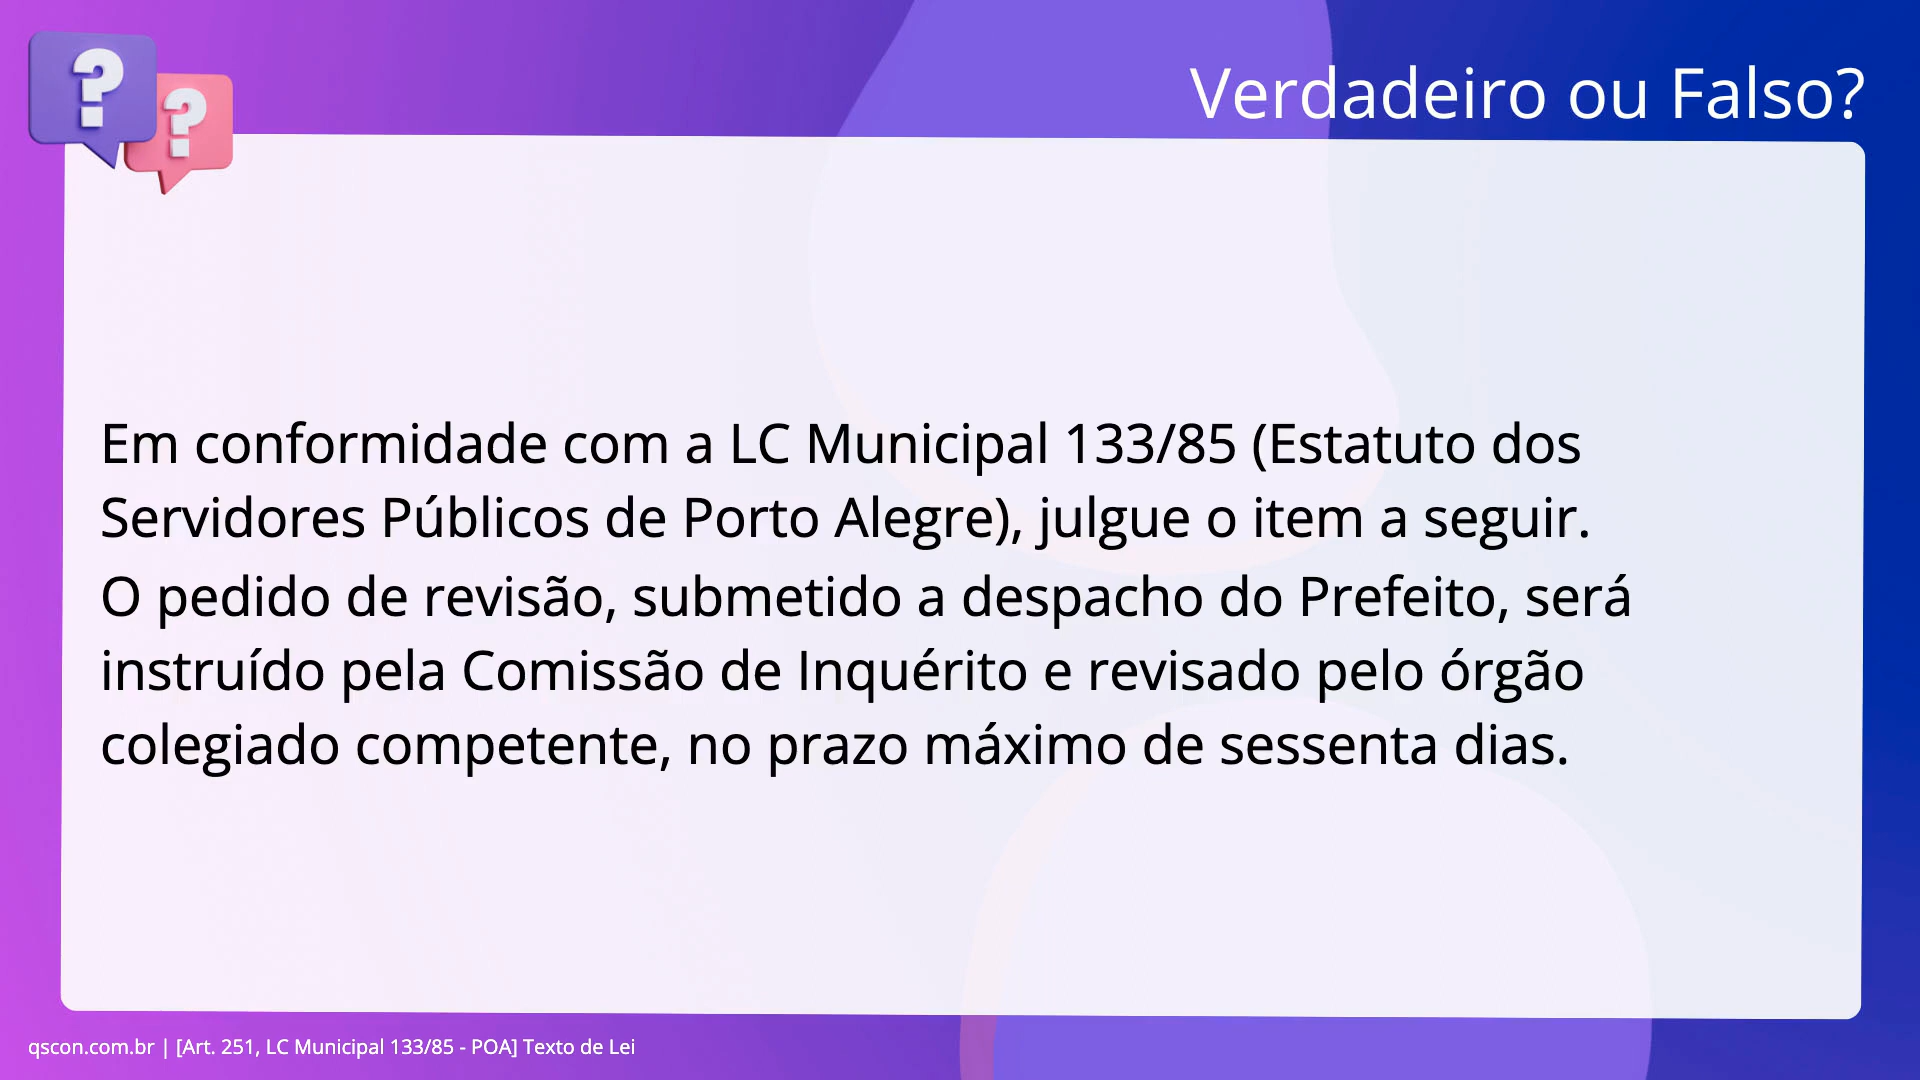 Verdadeiro ou Falso?
Em conformidade com a LC Municipal 133/85 (Estatuto dos
Servidores Públicos de Porto Alegre), julgue o item a seguir.
O pedido de revisão, submetido a despacho do Prefeito, será
instruído pela Comissão de Inquérito e revisado pelo órgão
colegiado competente, no prazo máximo de sessenta dias.
qscon.com.br | [Art. 251, LC Municipal 133/85 - POA] Texto de Lei